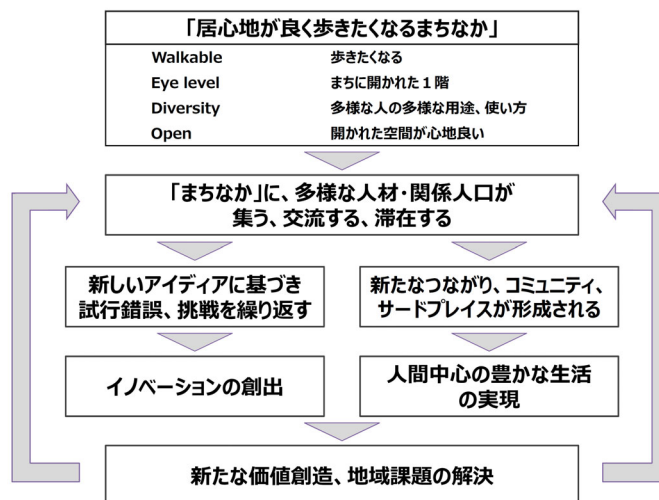 「居心地が良く歩きたくなるまちなか」
Walkable 歩きたくなる
Eye level まちに開かれた１階
Diversity 多様な人の多様な用途、使い方
Open 開かれた空間が心地良い
「まちなか」に、多様な人材・関係人口が
集う、交流する、滞在する
新しいアイディアに基づき
試行錯誤、挑戦を繰り返す
新たなつながり、コミュニティ、
サードプレイスが形成される
イノベーションの創出
人間中心の豊かな生活
の実現
新たな価値創造、地域課題の解決